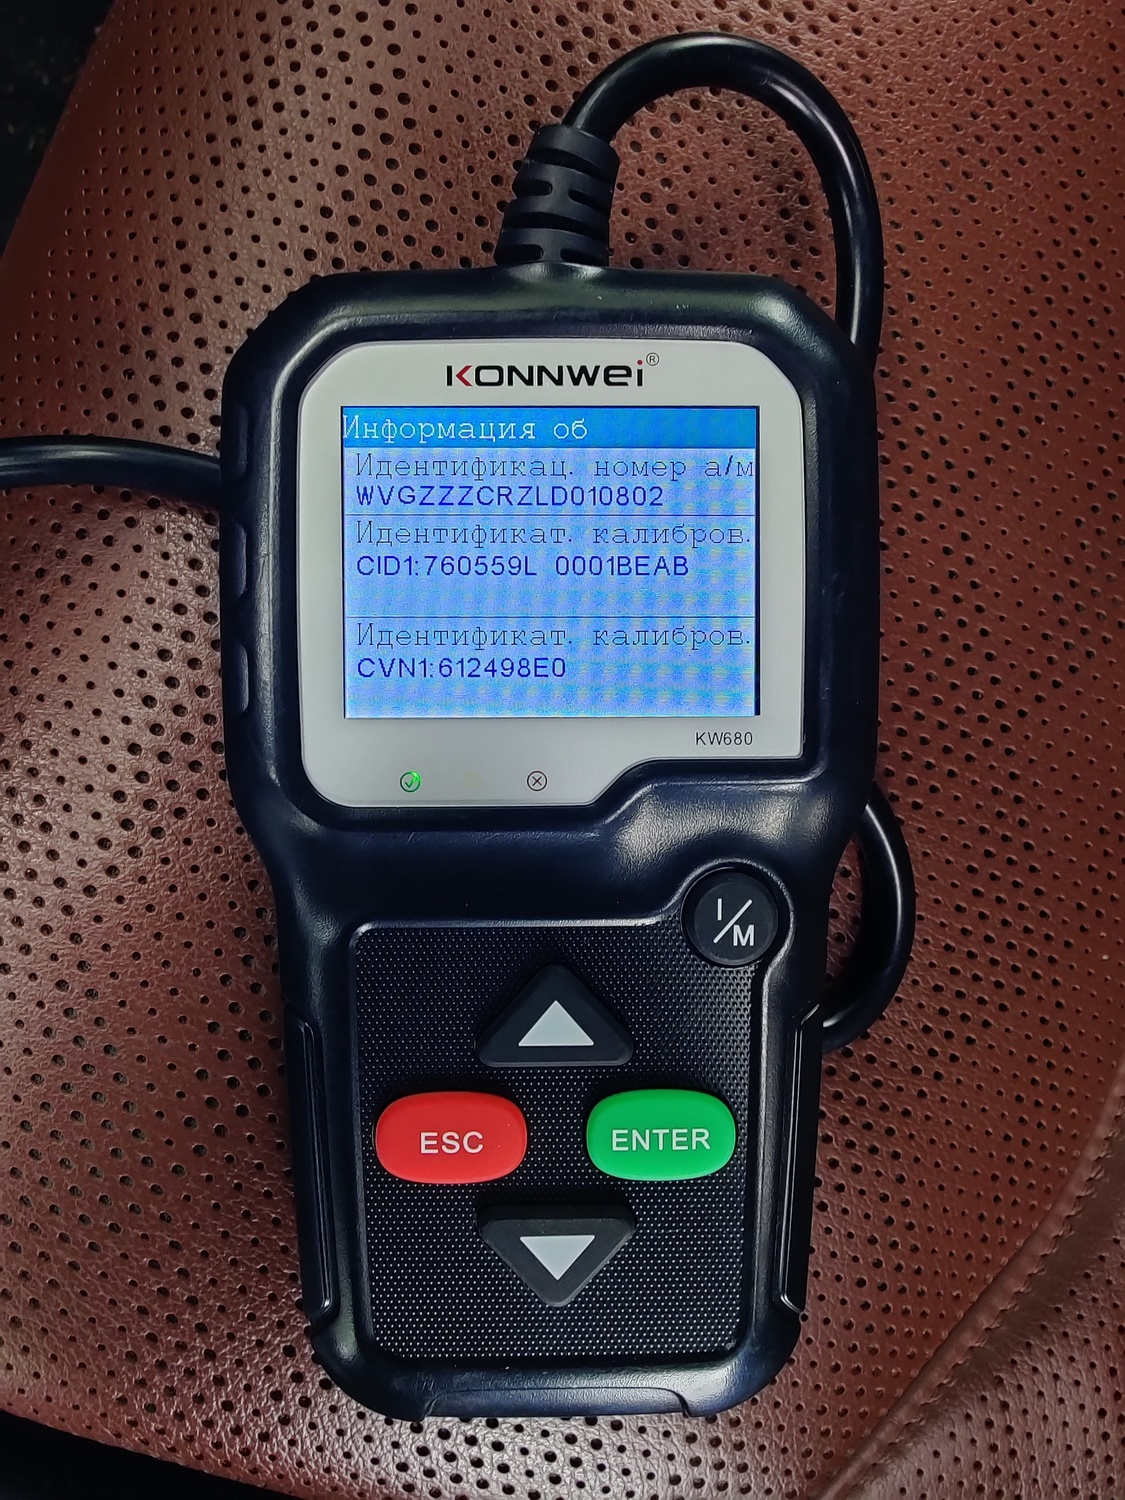 KONNWEI®
Информация об
Идентификац. номер а/м
WVGZZZCRZLD010802
Идентификат. калибров.
CID1:760559L 0001BEAB
Идентификат. калибров.
CVN1:612498E0
KW680
I/M
ESC
ENTER